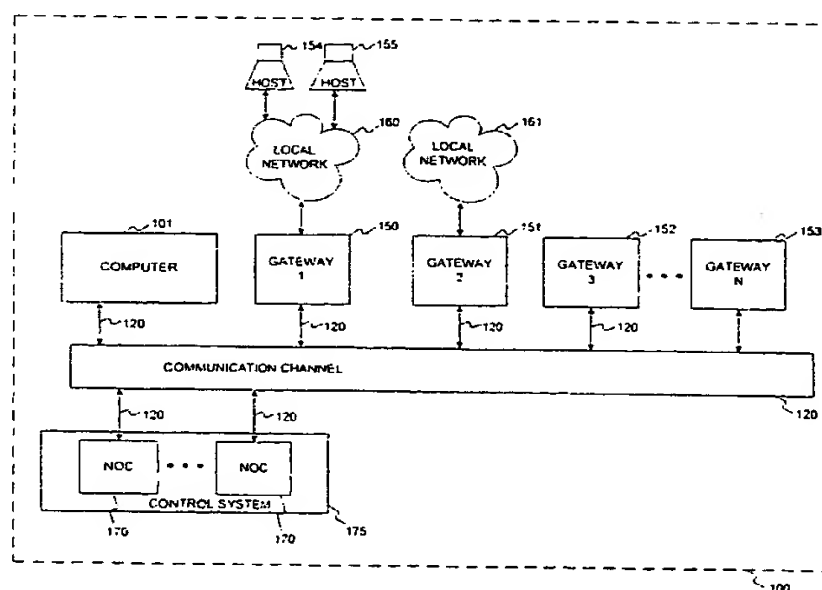 154 155
HOST HOST
160 161
LOCAL NETWORK LOCAL NETWORK
101 150 151 152 153
COMPUTER GATEWAY 1 GATEWAY 2 GATEWAY 3 GATEWAY N
120 120 120 120
COMMUNICATION CHANNEL
120
120 120
NOC NOC
CONTROL SYSTEM
170 170 175
100